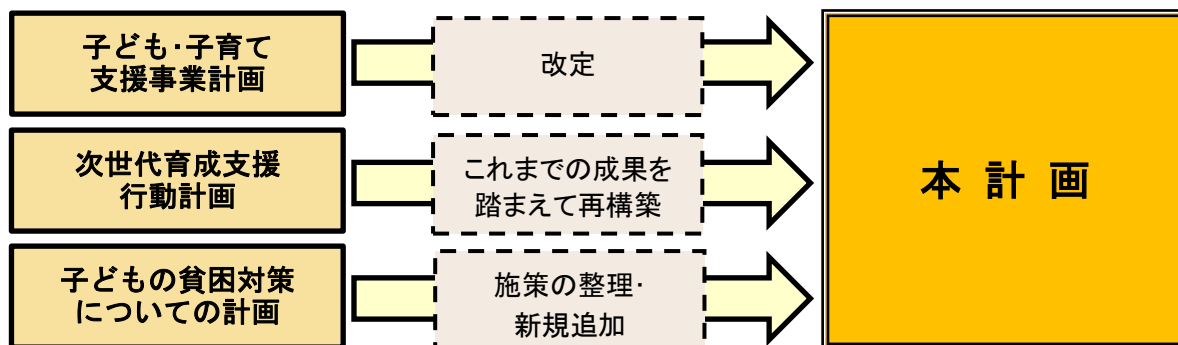 子ども・子育て
支援事業計画
改定
次世代育成支援
行動計画
これまでの成果を
踏まえて再構築
子どもの貧困対策
についての計画
施策の整理・
新規追加
本 計 画